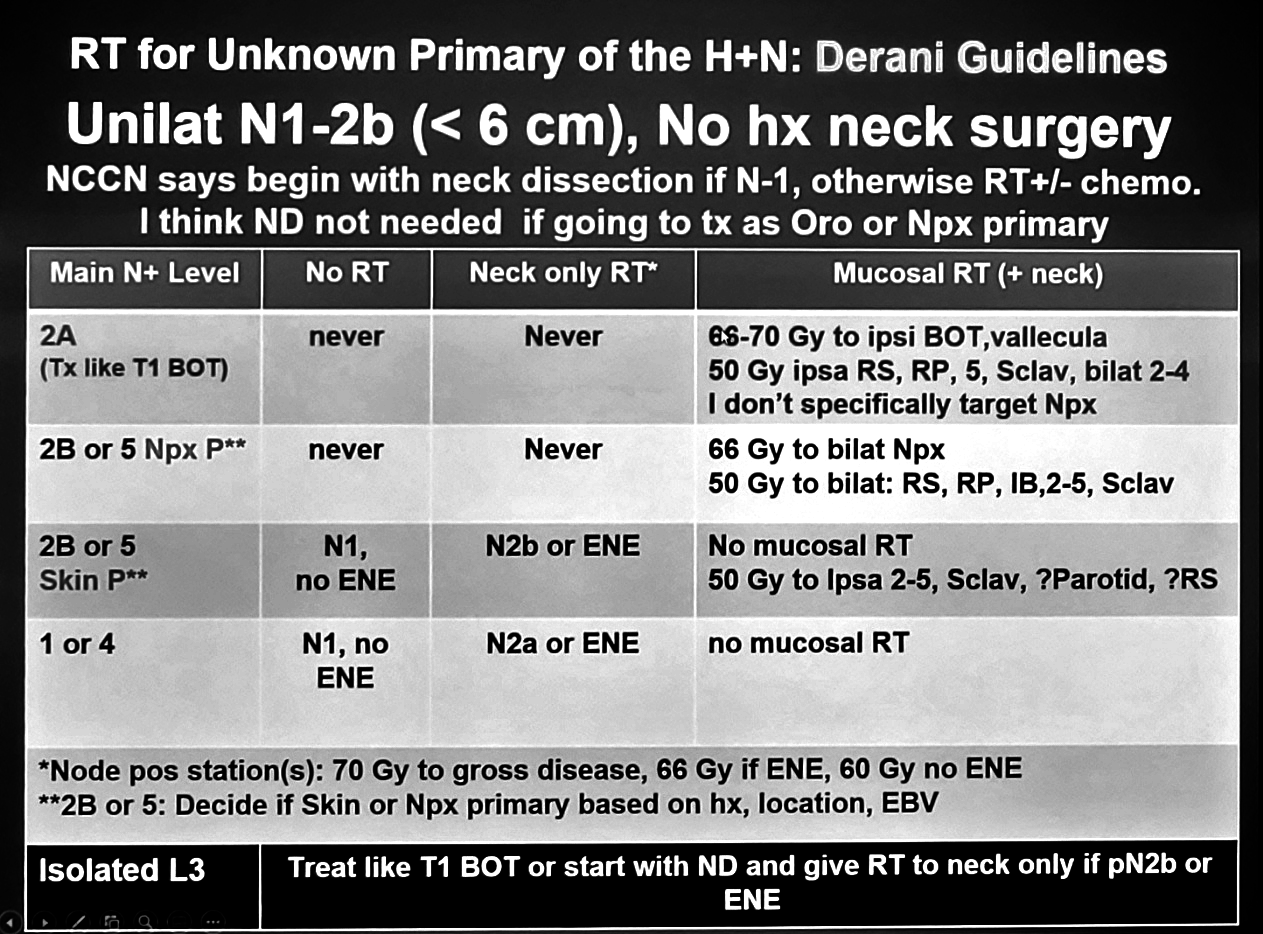 RT for Unknown Primary of the H+N: Derani Guidelines
Unilat N1-2b (< 6 cm), No hx neck surgery
NCCN says begin with neck dissection if N-1, otherwise RT+/- chemo.
I think ND not needed if going to tx as Oro or Npx primary
Main N+ Level No RT Neck only RT* Mucosal RT (+ neck)
2A never Never -70 Gy to ipsi BOT,vallecula
(Tx like T1 BOT) 50 Gy ipsa RS, RP, 5, Sclav, bilat 2-4
I don't specifically target Npx
2B or 5 Npx P** never Never 66 Gy to bilat Npx
50 Gy to bilat: RS, RP, IB,2-5, Sclav
2B or 5 N1, N2b or ENE No mucosal RT
Skin P** no ENE 50 Gy to Ipsa 2-5, Sclav, ?Parotid, ?RS
1 or 4 N1, no N2a or ENE no mucosal RT
ENE
*Node pos station(s): 70 Gy to gross disease, 66 Gy if ENE, 60 Gy no ENE
**2B or 5: Decide if Skin or Npx primary based on hx, location, EBV
Isolated L3 Treat like T1 BOT or start with ND and give RT to neck only if pN2b or
ENE